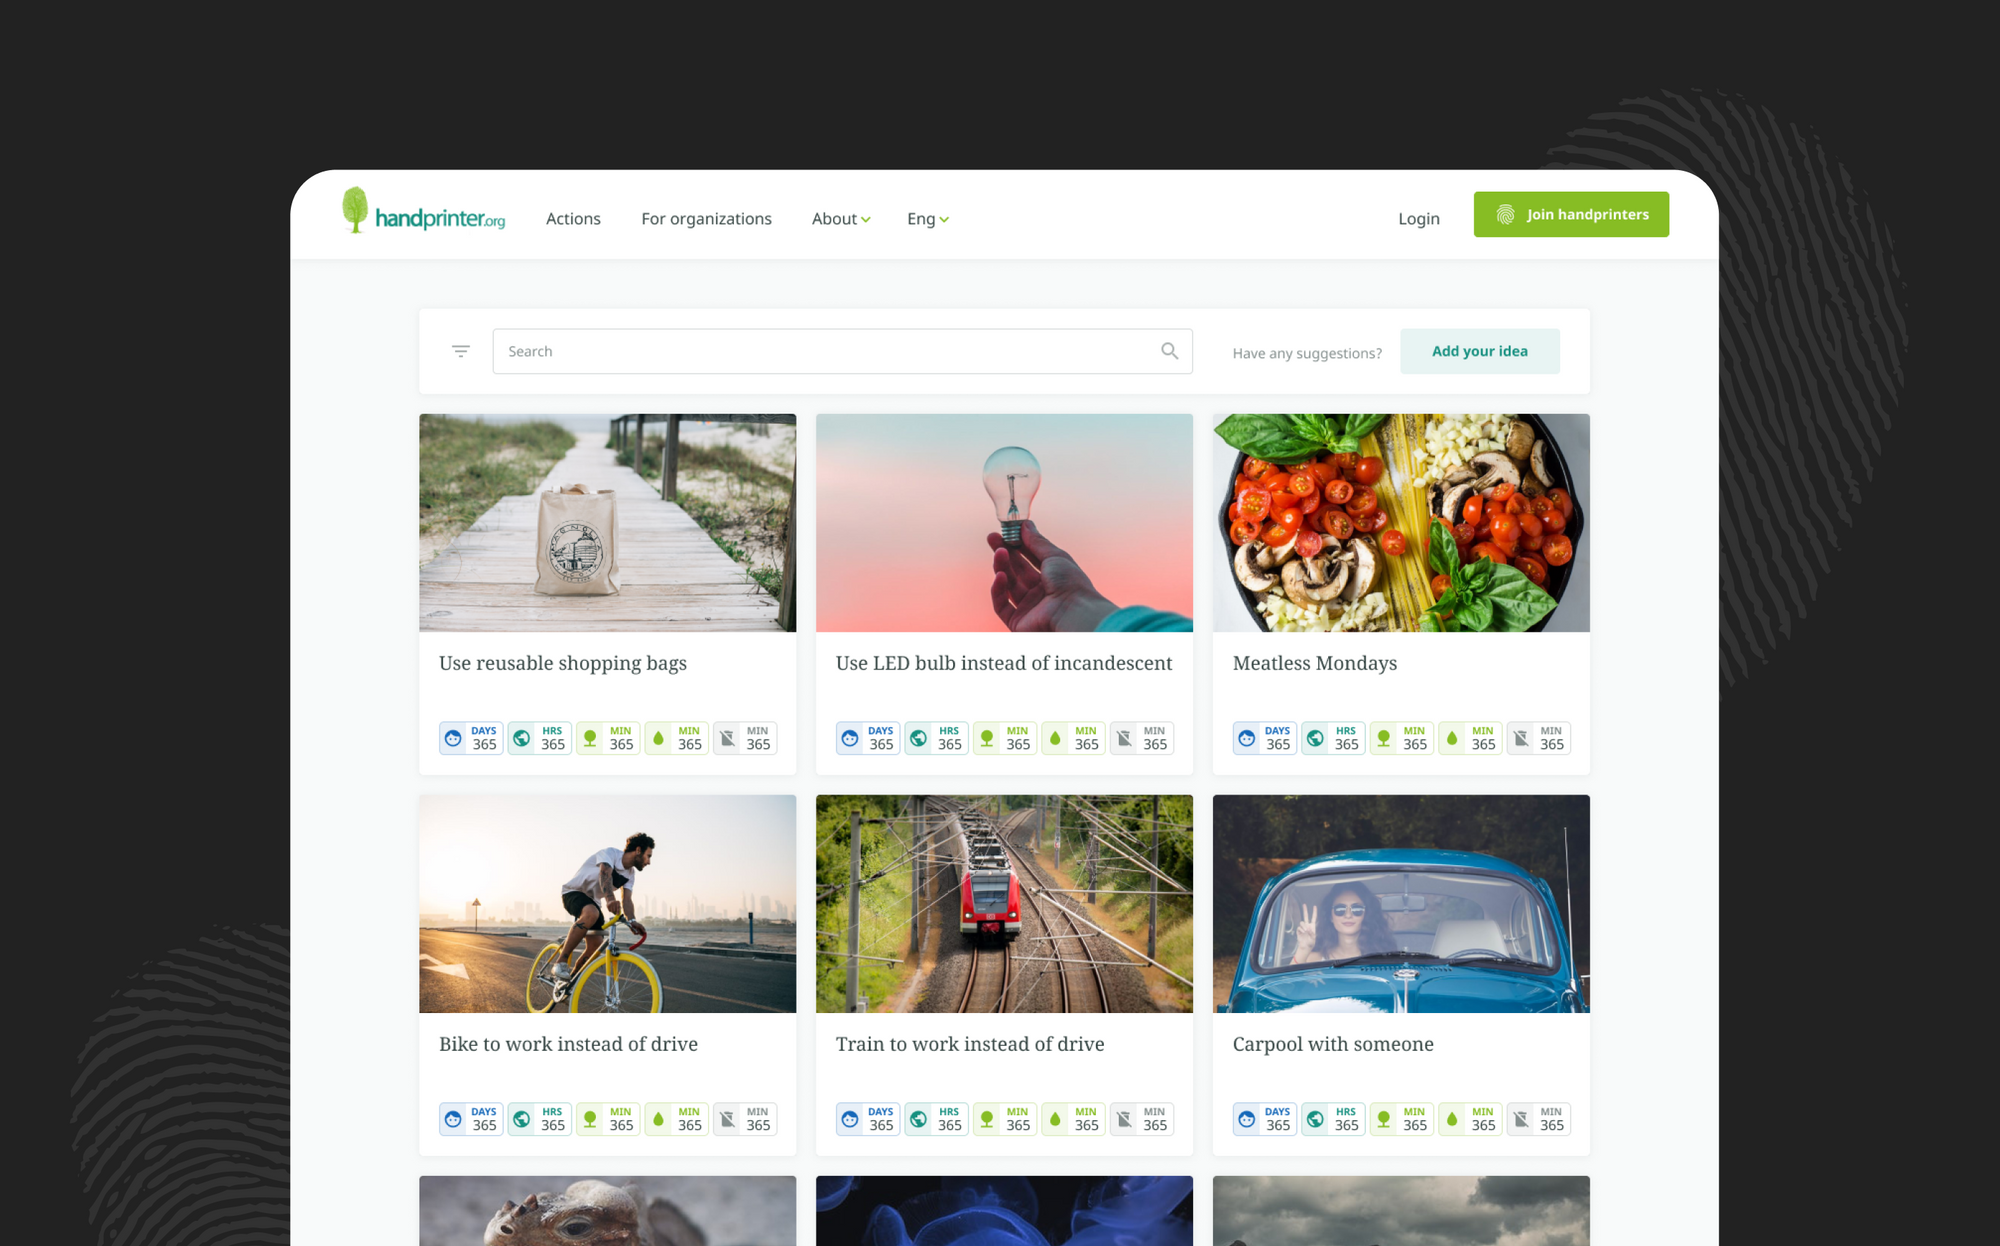 handprinter.org
Actions
For organizations
About
Eng
Login
Join handprinters
Search
Have any suggestions?
Add your idea
Use reusable shopping bags
DAYS 365
HRS 365
MIN 365
MIN 365
MIN 365
Use LED bulb instead of incandescent
DAYS 365
HRS 365
MIN 365
MIN 365
MIN 365
Meatless Mondays
DAYS 365
HRS 365
MIN 365
MIN 365
MIN 365
Bike to work instead of drive
DAYS 365
HRS 365
MIN 365
MIN 365
MIN 365
Train to work instead of drive
DAYS 365
HRS 365
MIN 365
MIN 365
MIN 365
Carpool with someone
DAYS 365
HRS 365
MIN 365
MIN 365
MIN 365